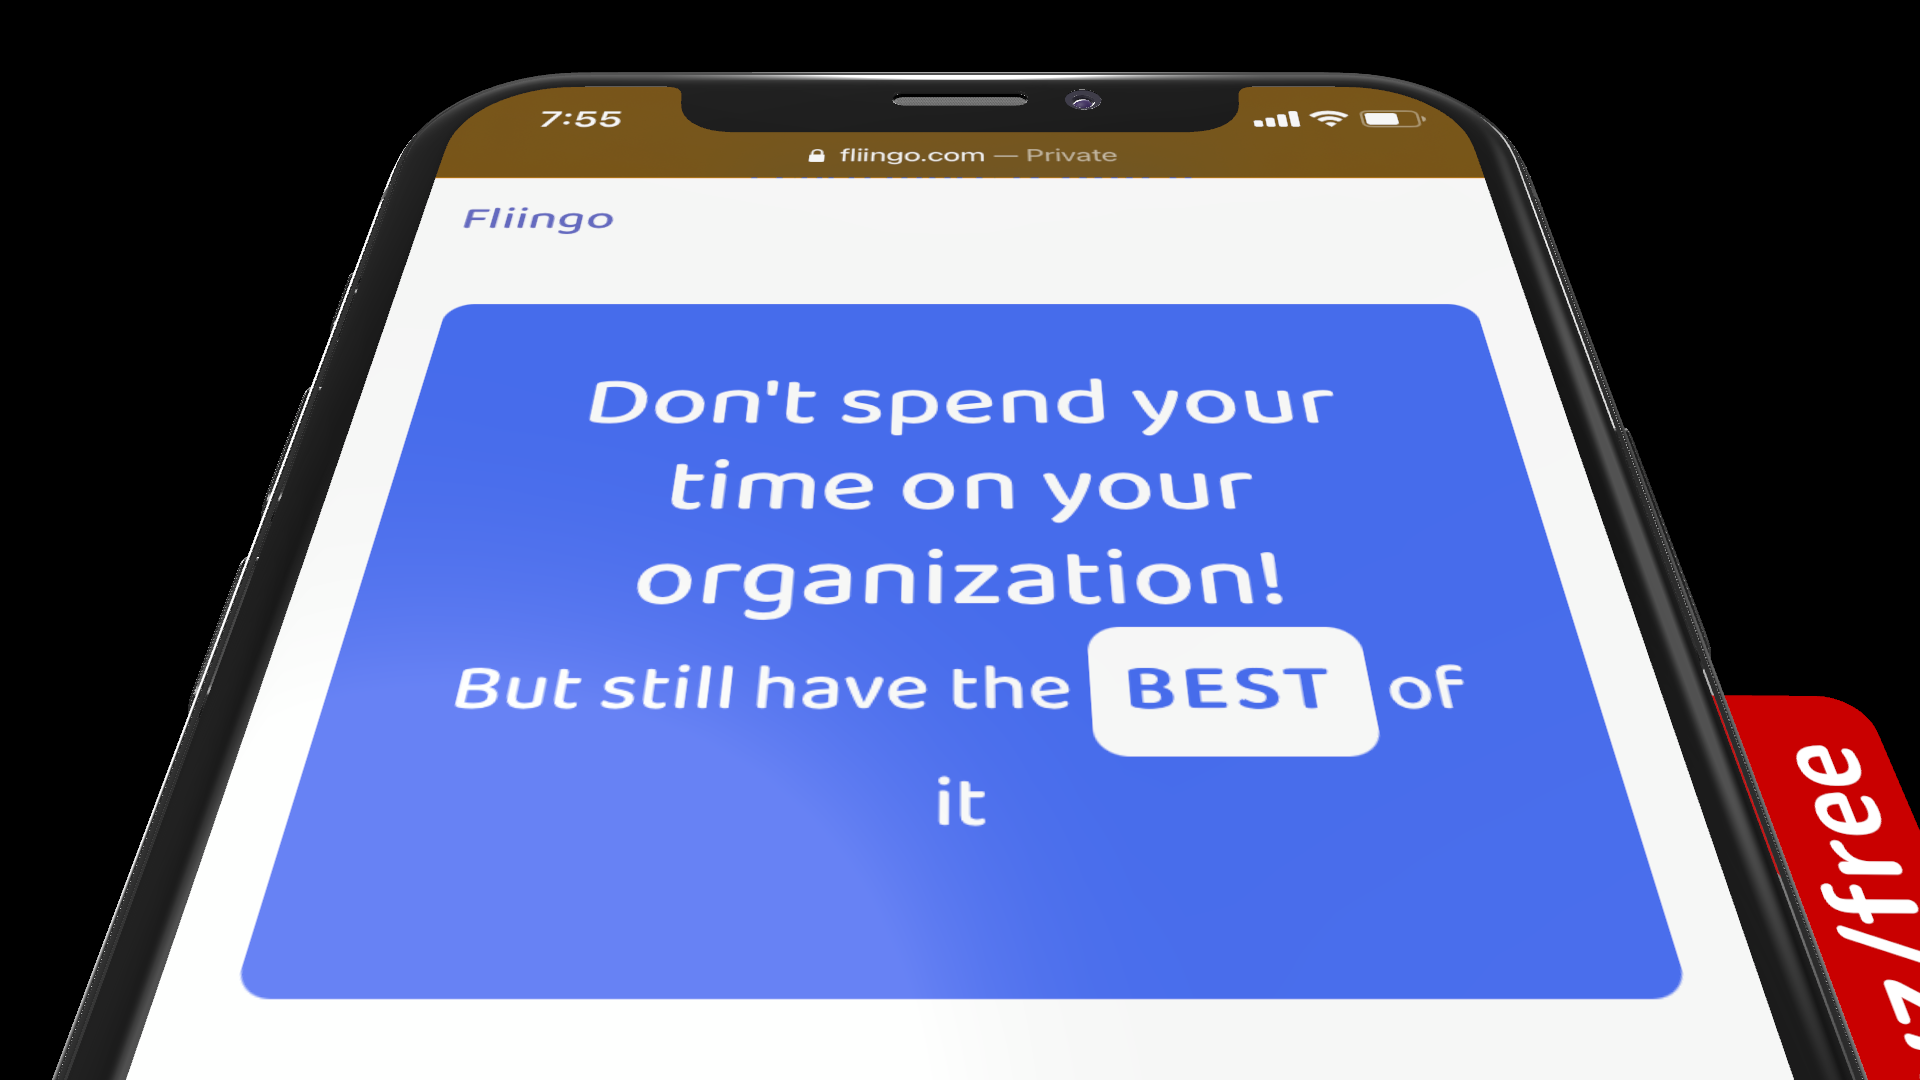 7:55
fliingo.com — Private
Fliingo
Don't spend your
time on your
organization!
But still have the BEST of
it
z/free